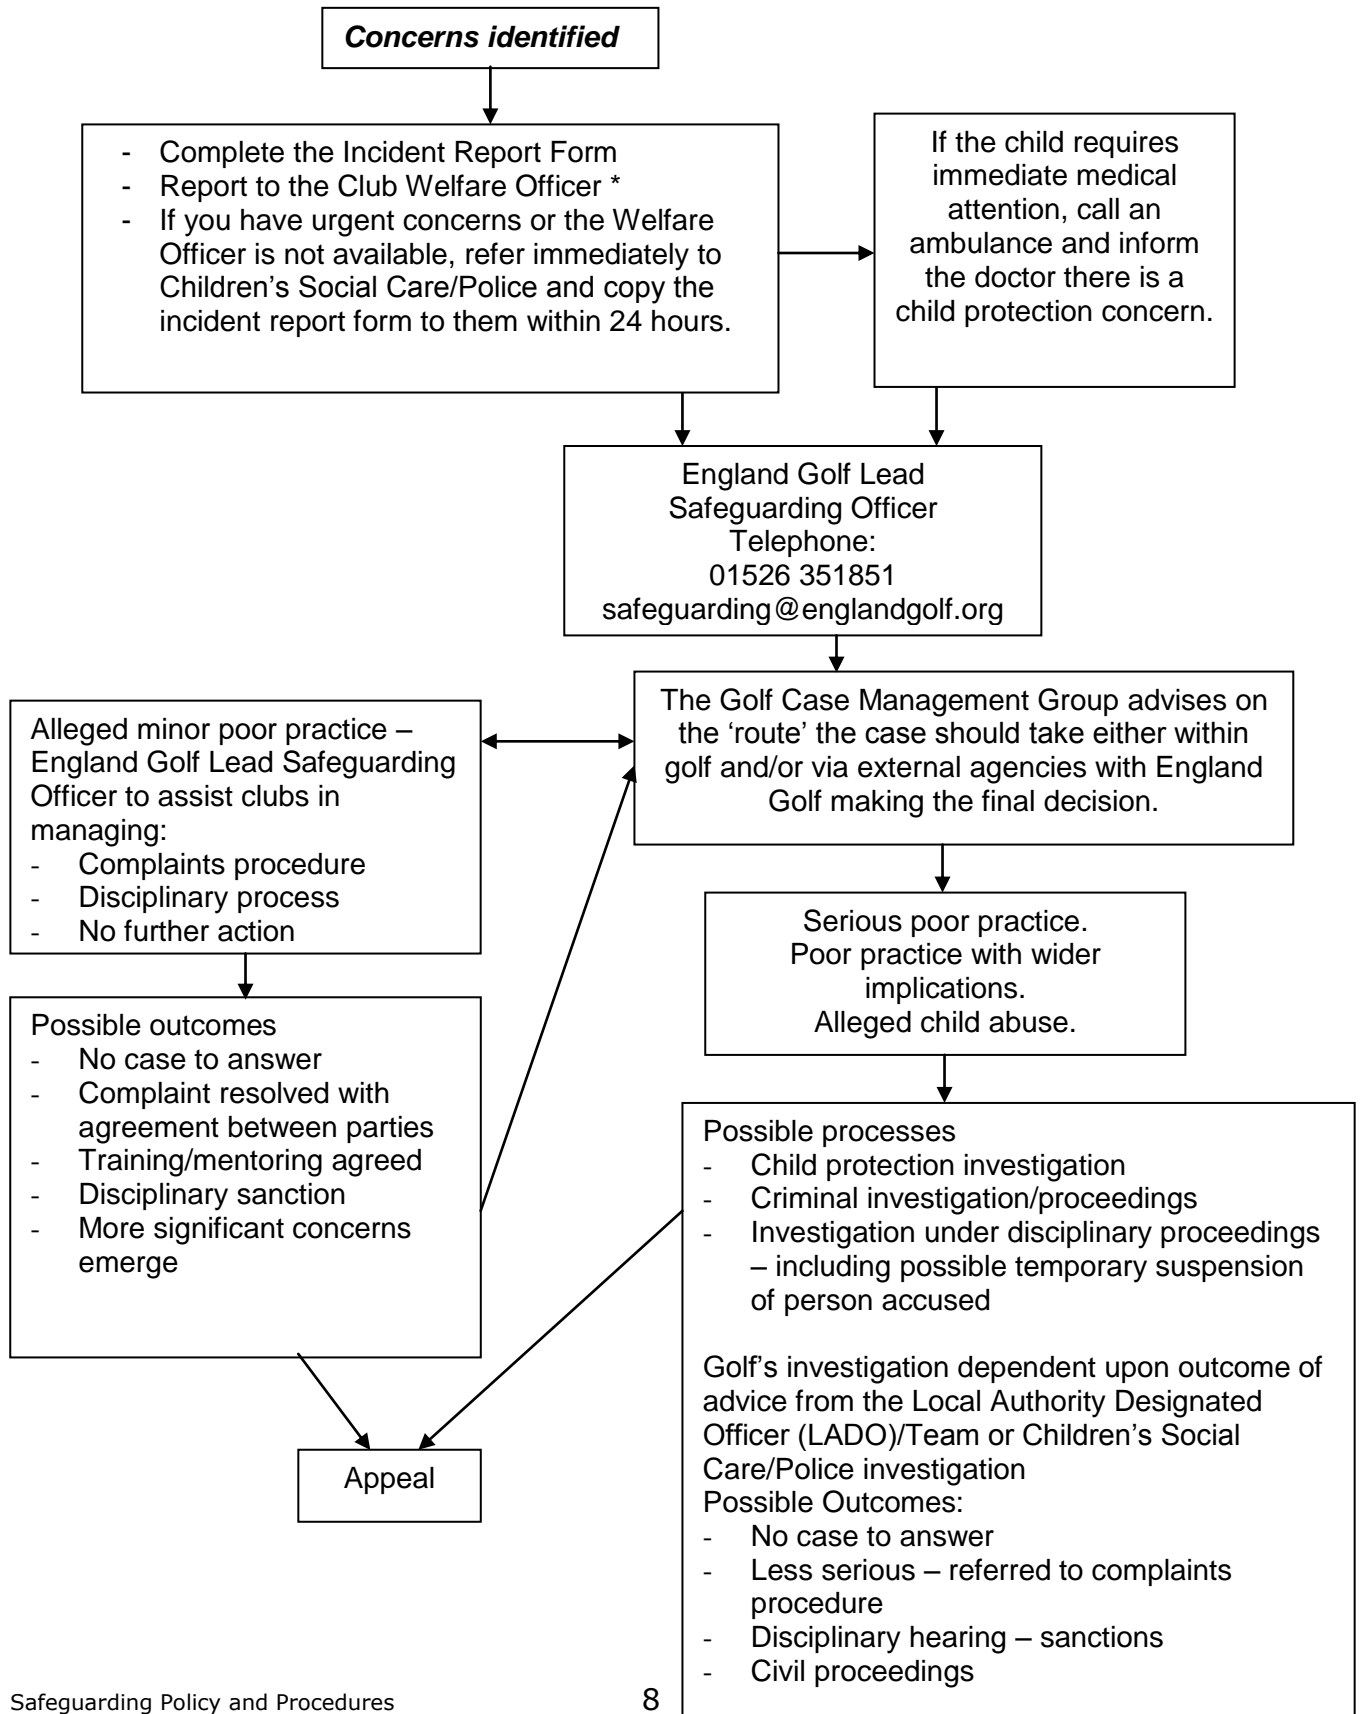 Concerns identified
- Complete the Incident Report Form
- Report to the Club Welfare Officer *
- If you have urgent concerns or the Welfare
Officer is not available, refer immediately to
Children’s Social Care/Police and copy the
incident report form to them within 24 hours.
If the child requires
immediate medical
attention, call an
ambulance and inform
the doctor there is a
child protection concern.
England Golf Lead
Safeguarding Officer
Telephone:
01526 351851
safeguarding@englandgolf.org
The Golf Case Management Group advises on
the ‘route’ the case should take either within
golf and/or via external agencies with England
Golf making the final decision.
Alleged minor poor practice –
England Golf Lead Safeguarding
Officer to assist clubs in
managing:
- Complaints procedure
- Disciplinary process
- No further action
Serious poor practice.
Poor practice with wider
implications.
Alleged child abuse.
Possible outcomes
- No case to answer
- Complaint resolved with
agreement between parties
- Training/mentoring agreed
- Disciplinary sanction
- More significant concerns
emerge
Possible processes
- Child protection investigation
- Criminal investigation/proceedings
- Investigation under disciplinary proceedings
– including possible temporary suspension
of person accused
Golf’s investigation dependent upon outcome of
advice from the Local Authority Designated
Officer (LADO)/Team or Children’s Social
Care/Police investigation
Possible Outcomes:
- No case to answer
- Less serious – referred to complaints
procedure
- Disciplinary hearing – sanctions
- Civil proceedings
Appeal
Safeguarding Policy and Procedures
8